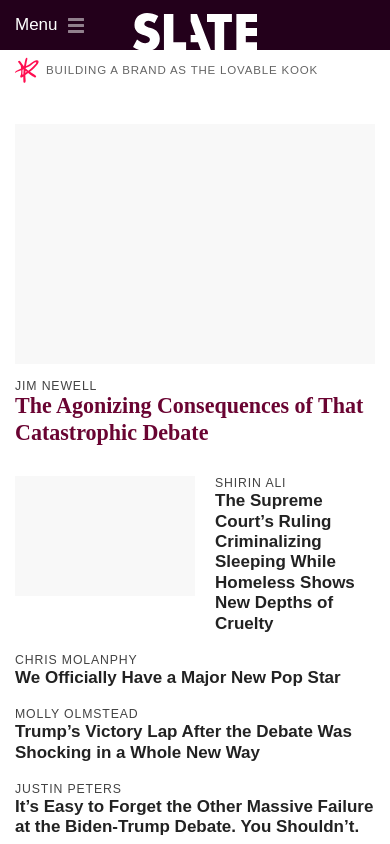 Menu
SLATE
BUILDING A BRAND AS THE LOVABLE KOOK
JIM NEWELL
The Agonizing Consequences of That
Catastrophic Debate
SHIRIN ALI
The Supreme
Court’s Ruling
Criminalizing
Sleeping While
Homeless Shows
New Depths of
Cruelty
CHRIS MOLANPHY
We Officially Have a Major New Pop Star
MOLLY OLMSTEAD
Trump’s Victory Lap After the Debate Was
Shocking in a Whole New Way
JUSTIN PETERS
It’s Easy to Forget the Other Massive Failure
at the Biden-Trump Debate. You Shouldn’t.